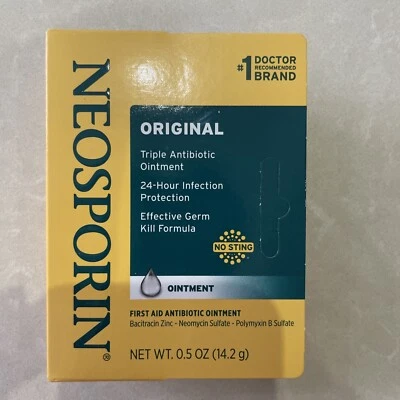 NEOSPORIN®
#1 DOCTOR
RECOMMENDED
BRAND
ORIGINAL
Triple Antibiotic
Ointment
24-Hour Infection
Protection
Effective Germ
Kill Formula
NO STING
OINTMENT
FIRST AID ANTIBIOTIC OINTMENT
Bacitracin Zinc - Neomycin Sulfate - Polymyxin B Sulfate
NET WT. 0.5 OZ (14.2 g)